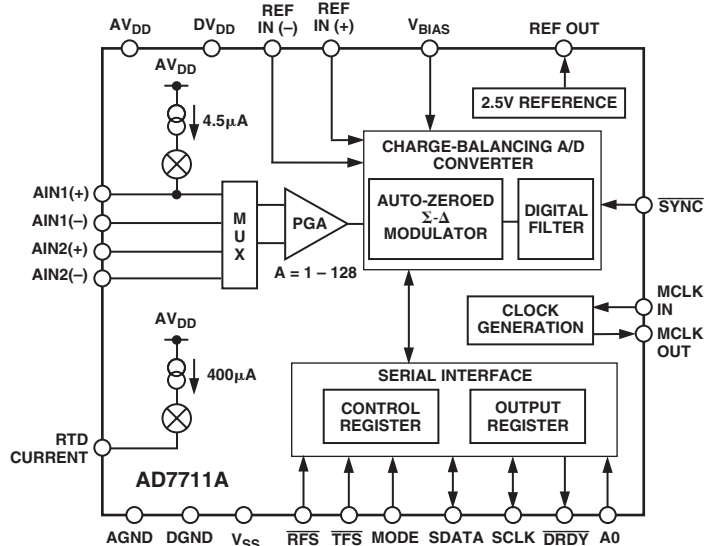 AVDD
DVDD
REF
IN (–)
REF
IN (+)
VBIAS
REF OUT
AVDD
4.5µA
2.5V REFERENCE
CHARGE-BALANCING A/D
CONVERTER
AUTO-ZEROED
Σ-Δ
MODULATOR
DIGITAL
FILTER
SYNC
AIN1(+)
AIN1(–)
AIN2(+)
AIN2(–)
M
U
X
PGA
A = 1 – 128
CLOCK
GENERATION
MCLK
IN
MCLK
OUT
AVDD
400µA
SERIAL INTERFACE
CONTROL
REGISTER
OUTPUT
REGISTER
RTD
CURRENT
AD7711A
AGND
DGND
VSS
RFS
TFS
MODE
SDATA
SCLK
DRDY
A0